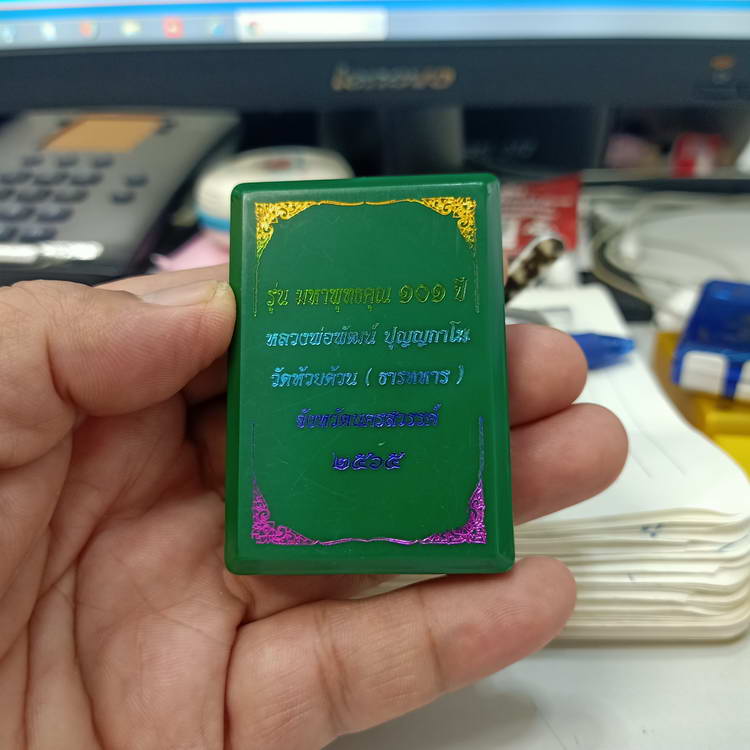 lenovo
รุ่น มหาพุทธคุณ ๑๐๑ ปี
หลวงพ่อพัฒน์ ปุญญกาโม
วัดห้วยด้วน ( ธารทหาร )
จังหวัดนครสวรรค์
๒๕๖๕